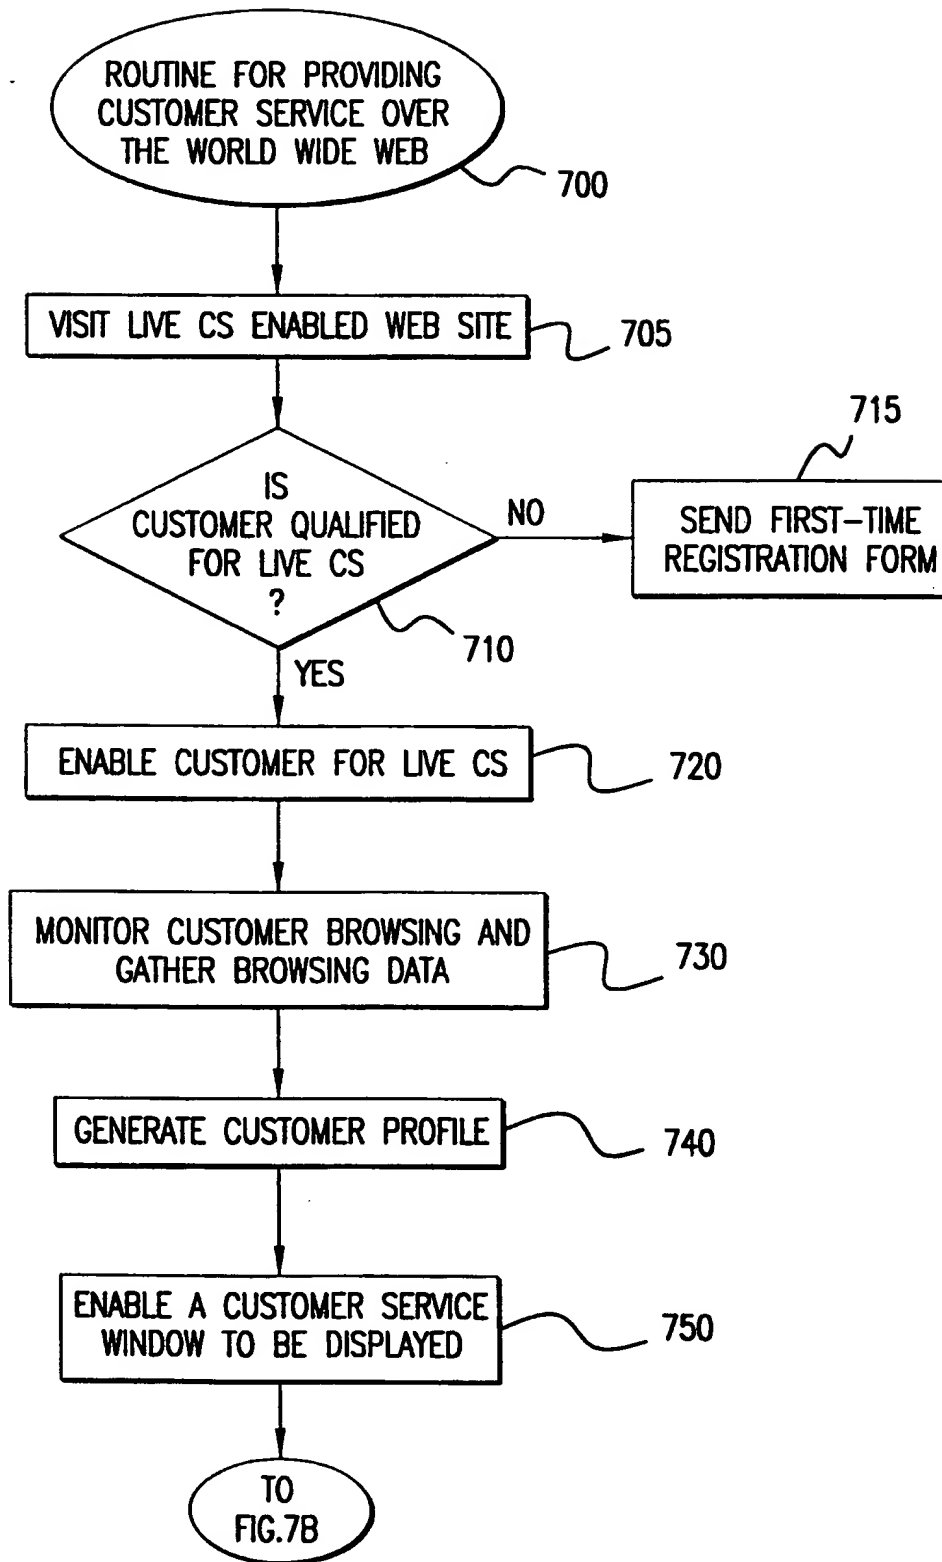 ROUTINE FOR PROVIDING
CUSTOMER SERVICE OVER
THE WORLD WIDE WEB
700
VISIT LIVE CS ENABLED WEB SITE
705
IS
CUSTOMER QUALIFIED
FOR LIVE CS
?
710
NO
715
SEND FIRST-TIME
REGISTRATION FORM
YES
ENABLE CUSTOMER FOR LIVE CS
720
MONITOR CUSTOMER BROWSING AND
GATHER BROWSING DATA
730
GENERATE CUSTOMER PROFILE
740
ENABLE A CUSTOMER SERVICE
WINDOW TO BE DISPLAYED
750
TO
FIG.7B